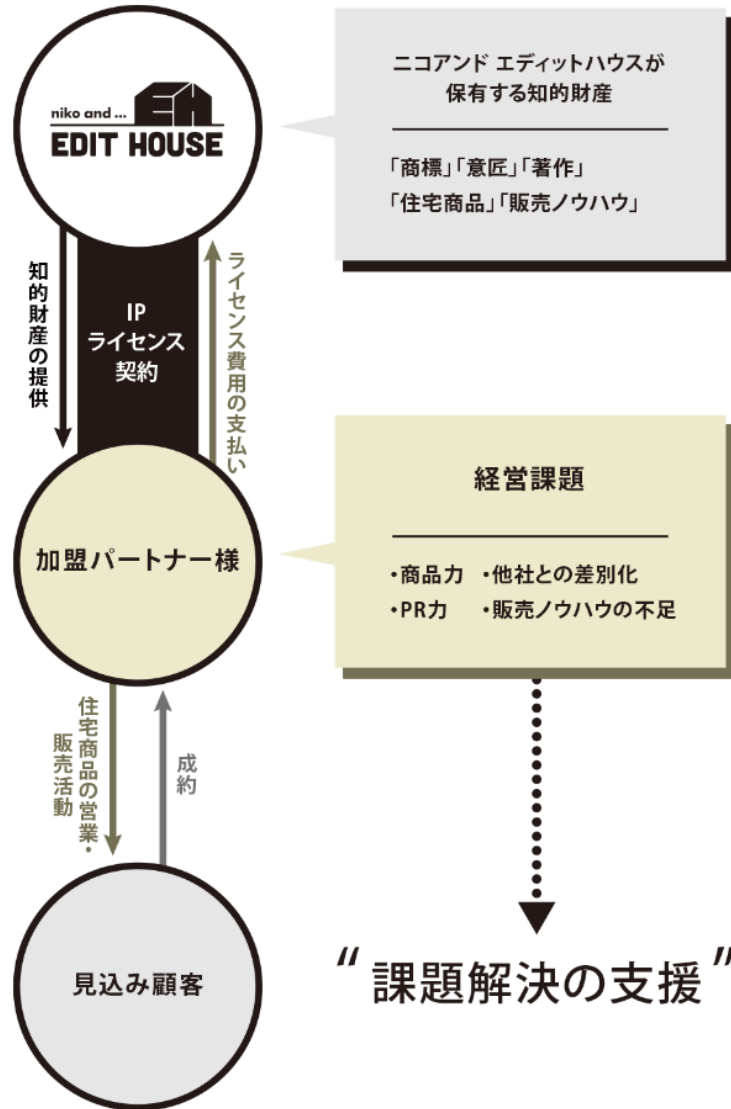 niko and ...
EH
EDIT HOUSE
ニコアンド エディットハウスが
保有する知的財産
「商標」「意匠」「著作」
「住宅商品」「販売ノウハウ」
知的財産の提供
IP
ライセンス
契約
ライセンス費用の支払い
加盟パートナー様
経営課題
・商品力 ・他社との差別化
・PR力 ・販売ノウハウの不足
住宅商品の営業・
販売活動
成約
見込み顧客
“課題解決の支援”